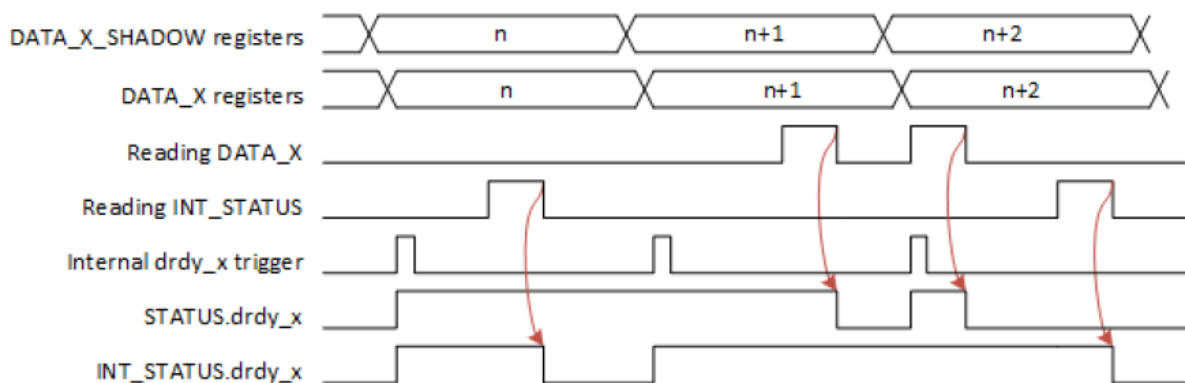 DATA_X_SHADOW registers n n+1 n+2
DATA_X registers n n+1 n+2
Reading DATA_X
Reading INT_STATUS
Internal drdy_x trigger
STATUS.drdy_x
INT_STATUS.drdy_x